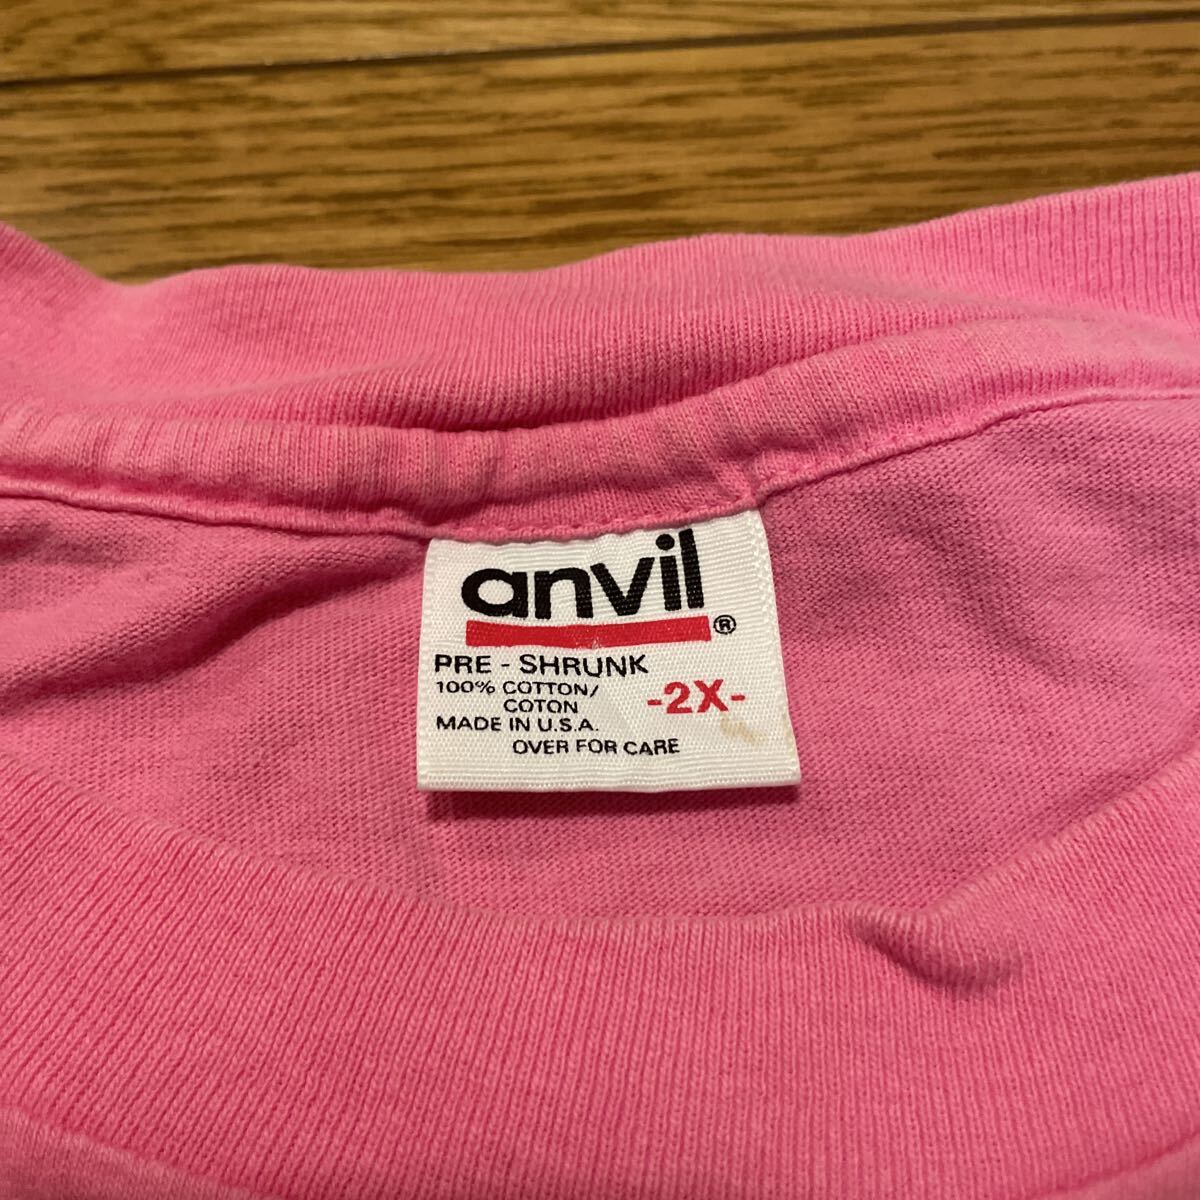 anvil®
PRE - SHRUNK
100% COTTON/
COTON
-2X-
MADE IN U.S.A.
OVER FOR CARE